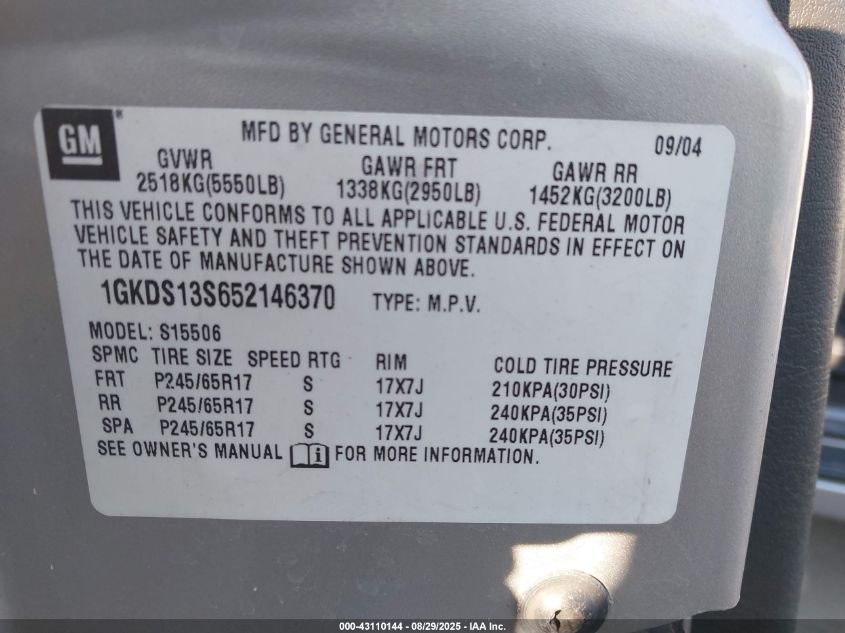 GM®
MFD BY GENERAL MOTORS CORP. 09/04
GVWR GAWR FRT GAWR RR
2518KG(5550LB) 1338KG(2950LB) 1452KG(3200LB)
THIS VEHICLE CONFORMS TO ALL APPLICABLE U.S. FEDERAL MOTOR
VEHICLE SAFETY AND THEFT PREVENTION STANDARDS IN EFFECT ON
THE DATE OF MANUFACTURE SHOWN ABOVE.
1GKDS13S652146370 TYPE: M.P.V.
MODEL: S15506
SPMC TIRE SIZE SPEED RTG RIM COLD TIRE PRESSURE
FRT P245/65R17 S 17X7J 210KPA(30PSI)
RR P245/65R17 S 17X7J 240KPA(35PSI)
SPA P245/65R17 S 17X7J 240KPA(35PSI)
SEE OWNER'S MANUAL i FOR MORE INFORMATION.
000-43110144 - 08/29/2025 - IAA Inc.